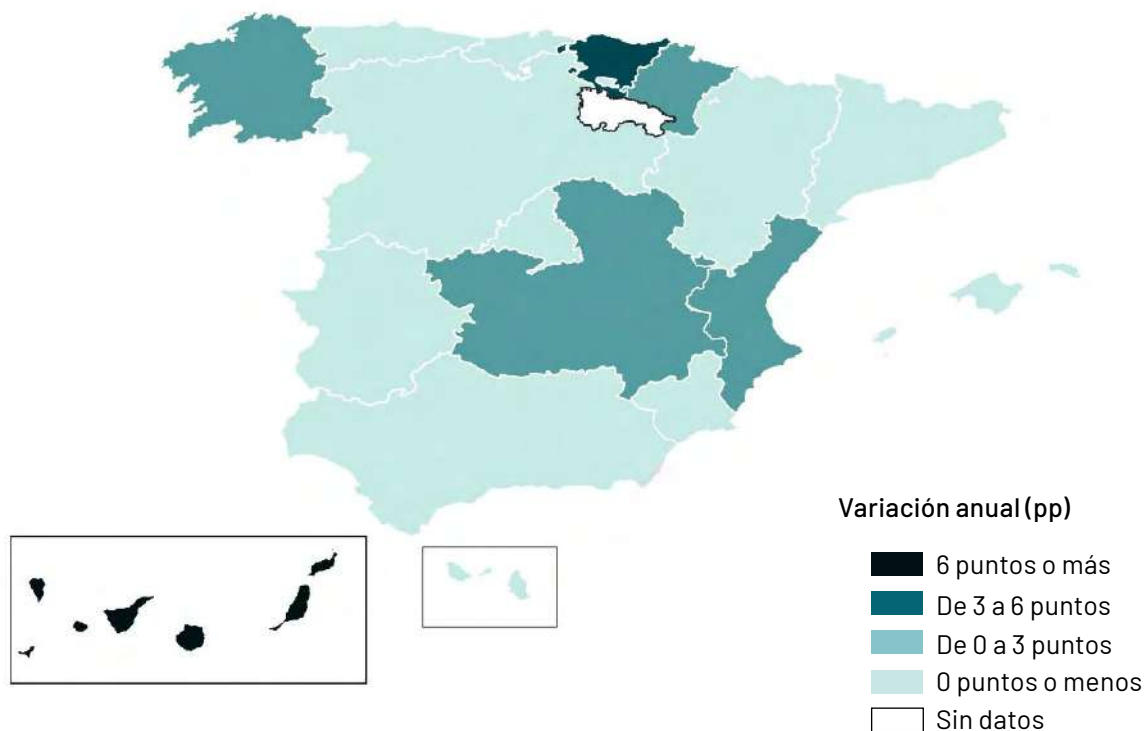 Variación anual (pp)
6 puntos o más
De 3 a 6 puntos
De 0 a 3 puntos
0 puntos o menos
Sin datos